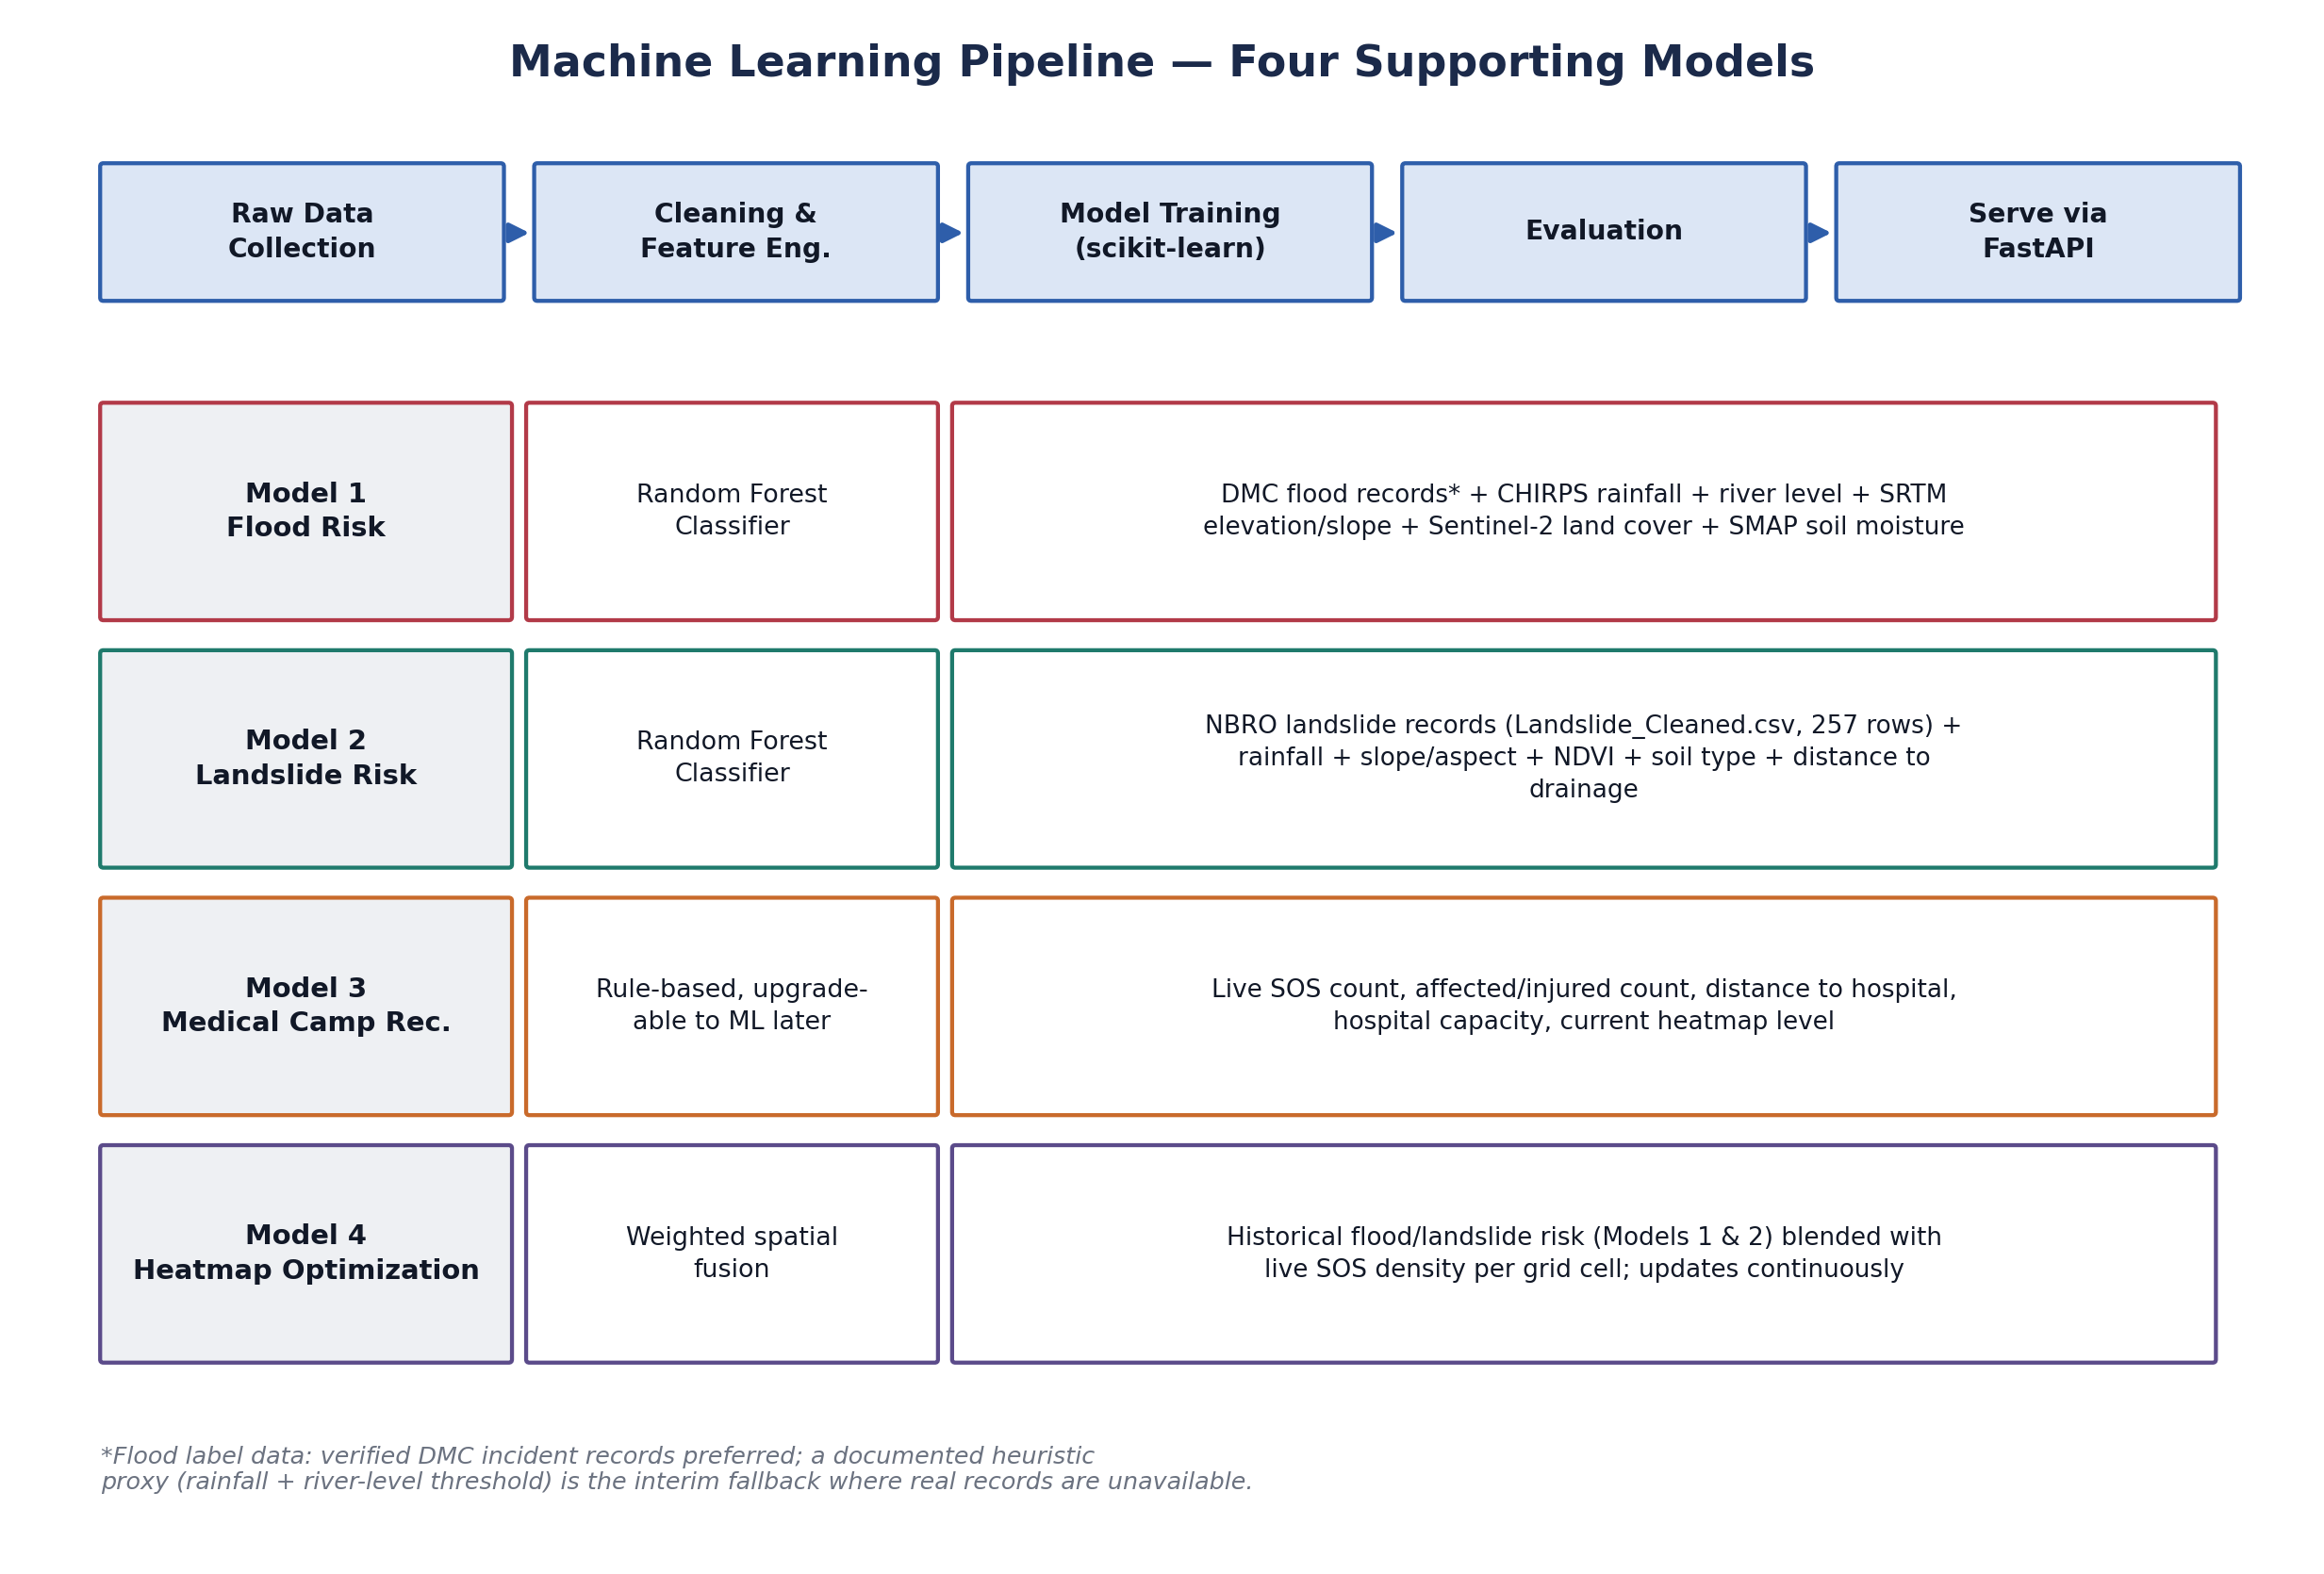 Machine Learning Pipeline — Four Supporting Models
Raw Data
Collection
Cleaning &
Feature Eng.
Model Training
(scikit-learn)
Evaluation
Serve via
FastAPI
Model 1
Flood Risk
Random Forest
Classifier
DMC flood records* + CHIRPS rainfall + river level + SRTM
elevation/slope + Sentinel-2 land cover + SMAP soil moisture
Model 2
Landslide Risk
Random Forest
Classifier
NBRO landslide records (Landslide_Cleaned.csv, 257 rows) +
rainfall + slope/aspect + NDVI + soil type + distance to
drainage
Model 3
Medical Camp Rec.
Rule-based, upgrade-
able to ML later
Live SOS count, affected/injured count, distance to hospital,
hospital capacity, current heatmap level
Model 4
Heatmap Optimization
Weighted spatial
fusion
Historical flood/landslide risk (Models 1 & 2) blended with
live SOS density per grid cell; updates continuously
*Flood label data: verified DMC incident records preferred; a documented heuristic
proxy (rainfall + river-level threshold) is the interim fallback where real records are unavailable.